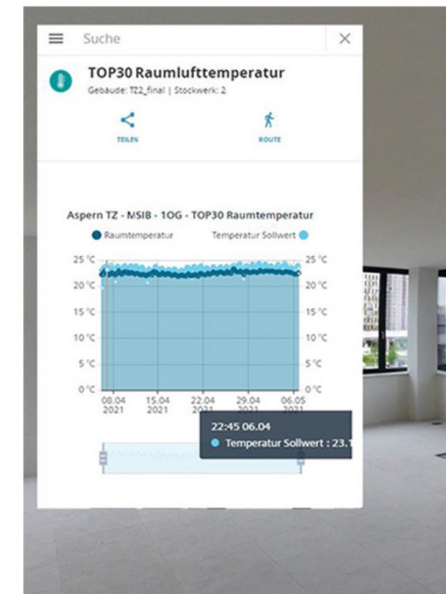 Suche
TOP30 Raumlufttemperatur
Gebäude: TZ2_final | Stockwerk: 2
TEILEN ROUTE
Aspern TZ - MSIB - 1OG - TOP30 Raumtemperatur
Raumtemperatur Temperatur Sollwert
25 °C 25 °C
20 °C 20 °C
15 °C 15 °C
10 °C 10 °C
5 °C 5 °C
0 °C 0 °C
08.04 15.04 22.04 29.04 06.05
2021 2021 2021 2021 2021
22:45 06.04
Temperatur Sollwert : 23.1